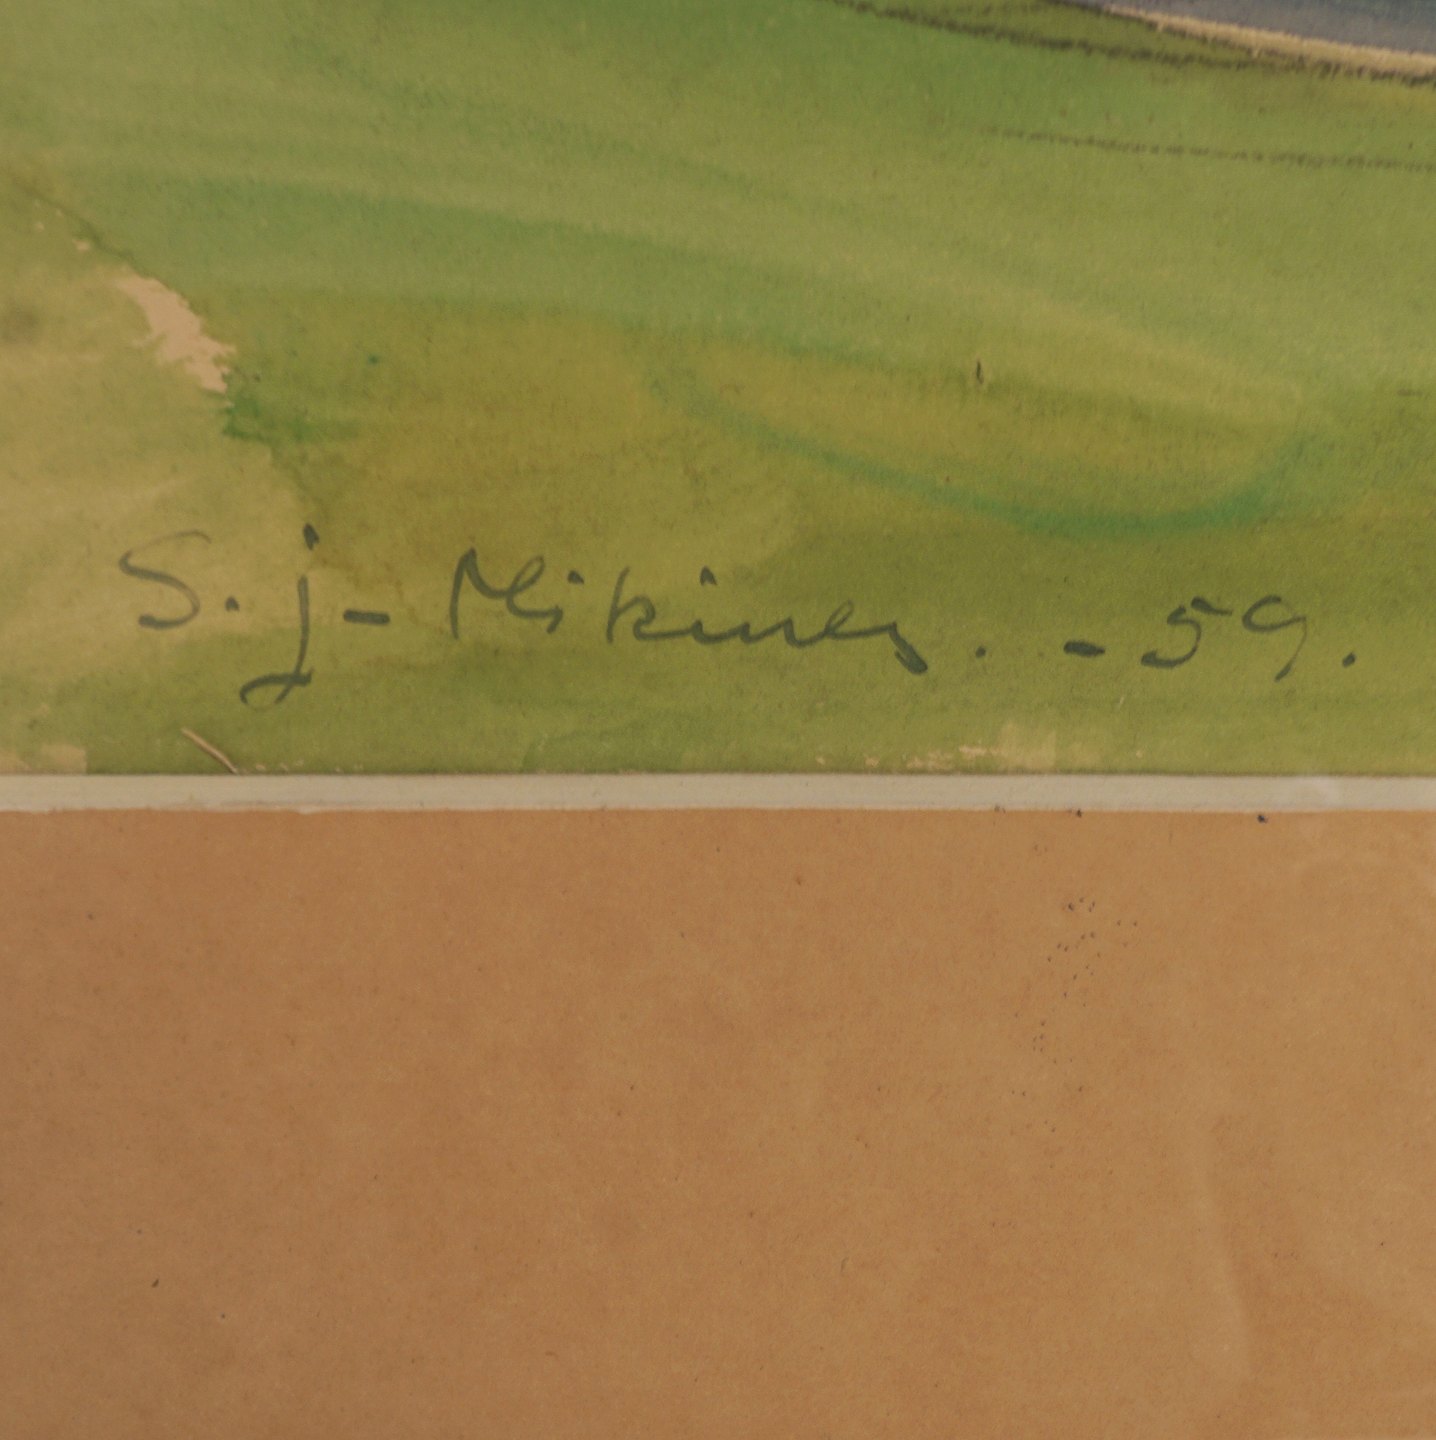 S. j- Mikines. - 59.